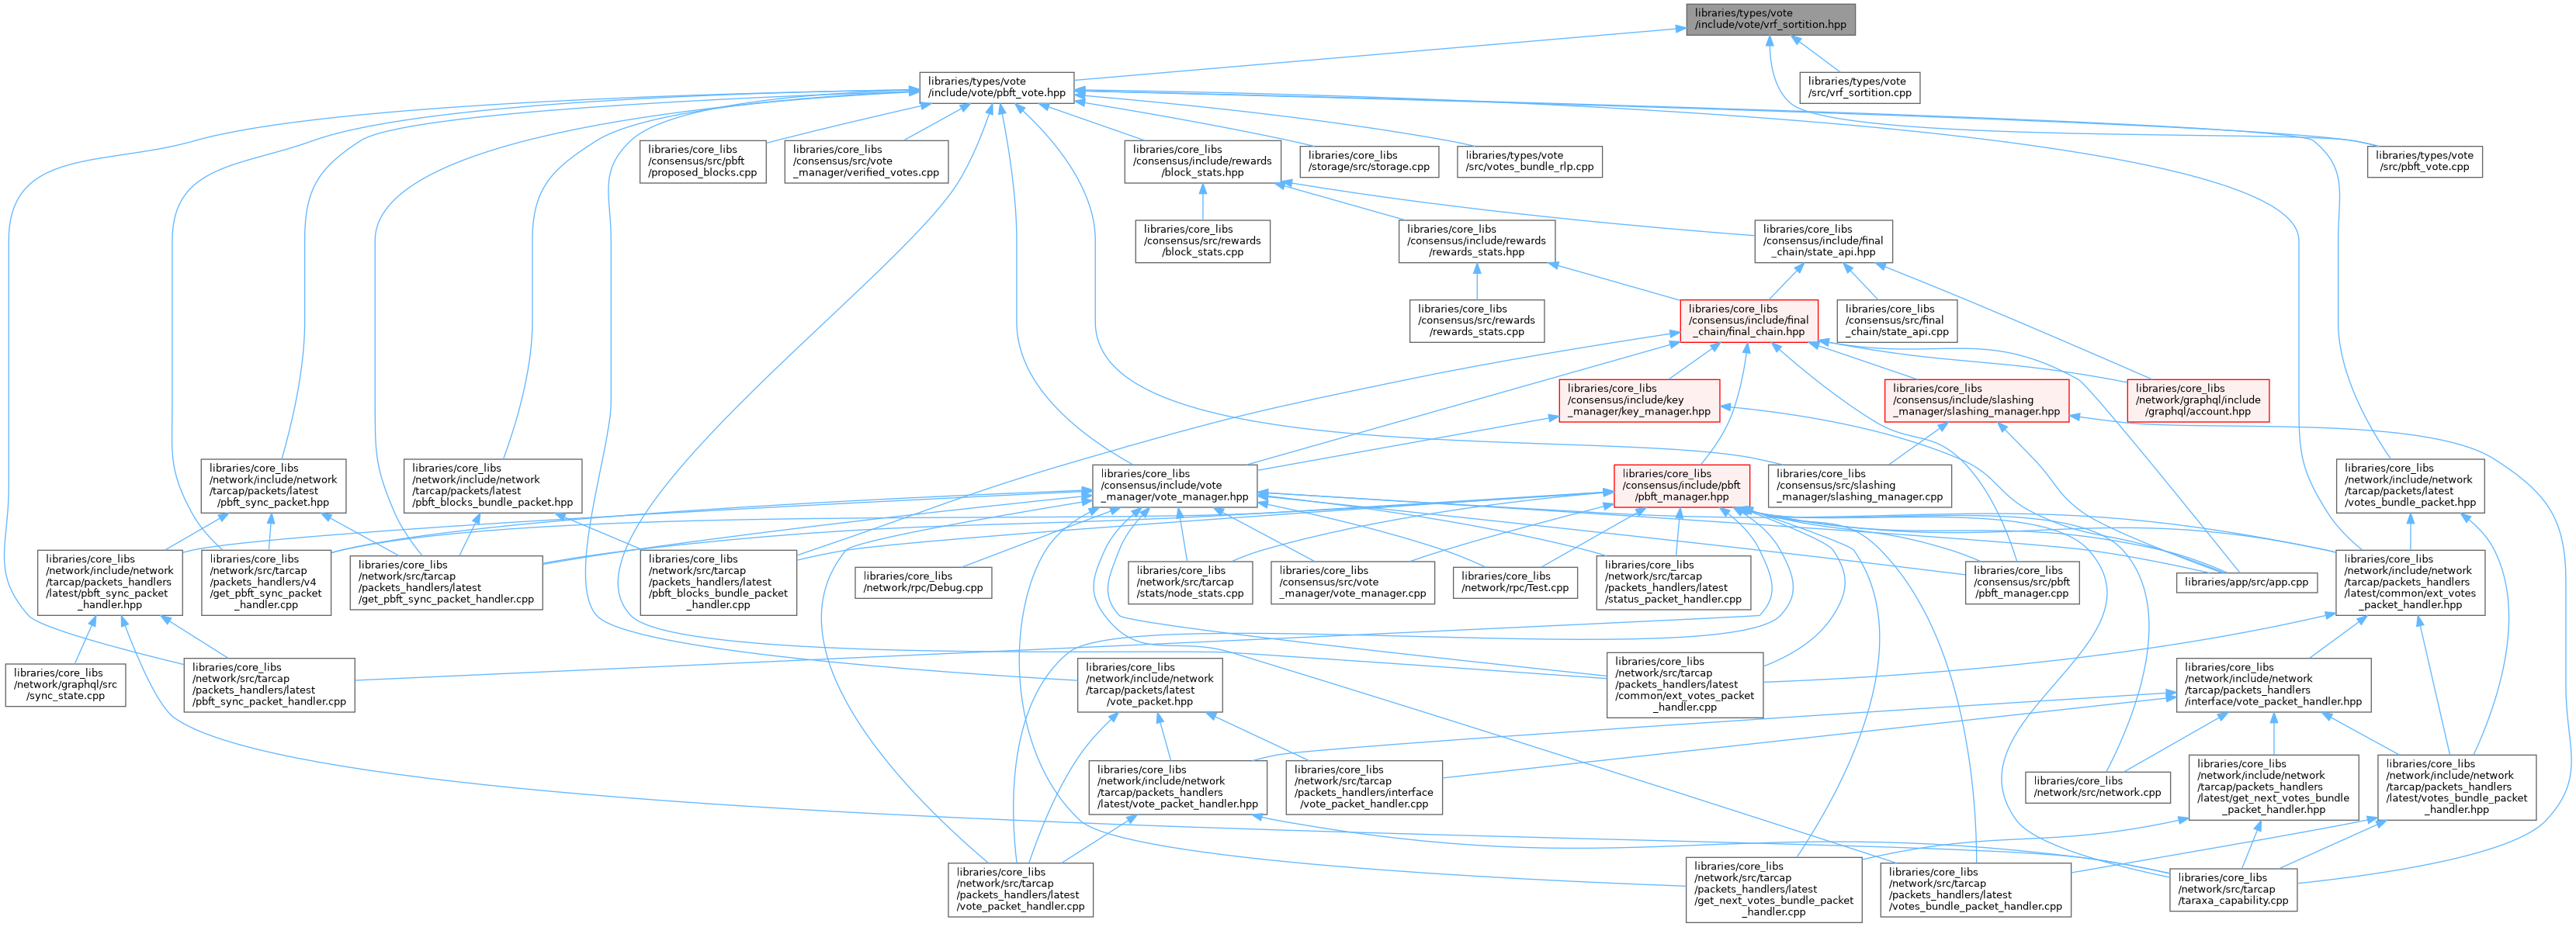 libraries/types/vote
/include/vote/vrf_sortition.hpp
libraries/types/vote
/include/vote/pbft_vote.hpp
libraries/types/vote
/src/vrf_sortition.cpp
libraries/core_libs
/consensus/src/pbft
/proposed_blocks.cpp
libraries/core_libs
/consensus/src/vote
_manager/verified_votes.cpp
libraries/core_libs
/consensus/include/rewards
/block_stats.hpp
libraries/core_libs
/storage/src/storage.cpp
libraries/types/vote
/src/votes_bundle_rlp.cpp
libraries/types/vote
/src/pbft_vote.cpp
libraries/core_libs
/consensus/src/rewards
/block_stats.cpp
libraries/core_libs
/consensus/include/rewards
/rewards_stats.hpp
libraries/core_libs
/consensus/include/final
_chain/state_api.hpp
libraries/core_libs
/consensus/src/rewards
/rewards_stats.cpp
libraries/core_libs
/consensus/include/final
_chain/final_chain.hpp
libraries/core_libs
/consensus/src/final
_chain/state_api.cpp
libraries/core_libs
/consensus/include/key
_manager/key_manager.hpp
libraries/core_libs
/consensus/include/slashing
_manager/slashing_manager.hpp
libraries/core_libs
/network/graphql/include
/graphql/account.hpp
libraries/core_libs
/network/include/network
/tarcap/packets/latest
/pbft_sync_packet.hpp
libraries/core_libs
/network/include/network
/tarcap/packets/latest
/pbft_blocks_bundle_packet.hpp
libraries/core_libs
/consensus/include/vote
_manager/vote_manager.hpp
libraries/core_libs
/consensus/include/pbft
/pbft_manager.hpp
libraries/core_libs
/consensus/src/slashing
_manager/slashing_manager.cpp
libraries/core_libs
/network/include/network
/tarcap/packets/latest
/votes_bundle_packet.hpp
libraries/core_libs
/network/include/network
/tarcap/packets_handlers
/latest/pbft_sync_packet
_handler.hpp
libraries/core_libs
/network/src/tarcap
/packets_handlers/v4
/get_pbft_sync_packet
_handler.cpp
libraries/core_libs
/network/src/tarcap
/packets_handlers/latest
/get_pbft_sync_packet_handler.cpp
libraries/core_libs
/network/src/tarcap
/packets_handlers/latest
/pbft_blocks_bundle_packet
_handler.cpp
libraries/core_libs
/network/rpc/Debug.cpp
libraries/core_libs
/network/src/tarcap
/stats/node_stats.cpp
libraries/core_libs
/consensus/src/vote
_manager/vote_manager.cpp
libraries/core_libs
/network/rpc/Test.cpp
libraries/core_libs
/network/src/tarcap
/packets_handlers/latest
/status_packet_handler.cpp
libraries/core_libs
/consensus/src/pbft
/pbft_manager.cpp
libraries/app/src/app.cpp
libraries/core_libs
/network/include/network
/tarcap/packets_handlers
/latest/common/ext_votes
_packet_handler.hpp
libraries/core_libs
/network/graphql/src
/sync_state.cpp
libraries/core_libs
/network/src/tarcap
/packets_handlers/latest
/pbft_sync_packet_handler.cpp
libraries/core_libs
/network/include/network
/tarcap/packets/latest
/vote_packet.hpp
libraries/core_libs
/network/src/tarcap
/packets_handlers/latest
/common/ext_votes_packet
_handler.cpp
libraries/core_libs
/network/include/network
/tarcap/packets_handlers
/interface/vote_packet_handler.hpp
libraries/core_libs
/network/include/network
/tarcap/packets_handlers
/latest/vote_packet_handler.hpp
libraries/core_libs
/network/src/tarcap
/packets_handlers/interface
/vote_packet_handler.cpp
libraries/core_libs
/network/src/network.cpp
libraries/core_libs
/network/include/network
/tarcap/packets_handlers
/latest/get_next_votes_bundle
_packet_handler.hpp
libraries/core_libs
/network/include/network
/tarcap/packets_handlers
/latest/votes_bundle_packet
_handler.hpp
libraries/core_libs
/network/src/tarcap
/packets_handlers/latest
/vote_packet_handler.cpp
libraries/core_libs
/network/src/tarcap
/packets_handlers/latest
/get_next_votes_bundle_packet
_handler.cpp
libraries/core_libs
/network/src/tarcap
/packets_handlers/latest
/votes_bundle_packet_handler.cpp
libraries/core_libs
/network/src/tarcap
/taraxa_capability.cpp